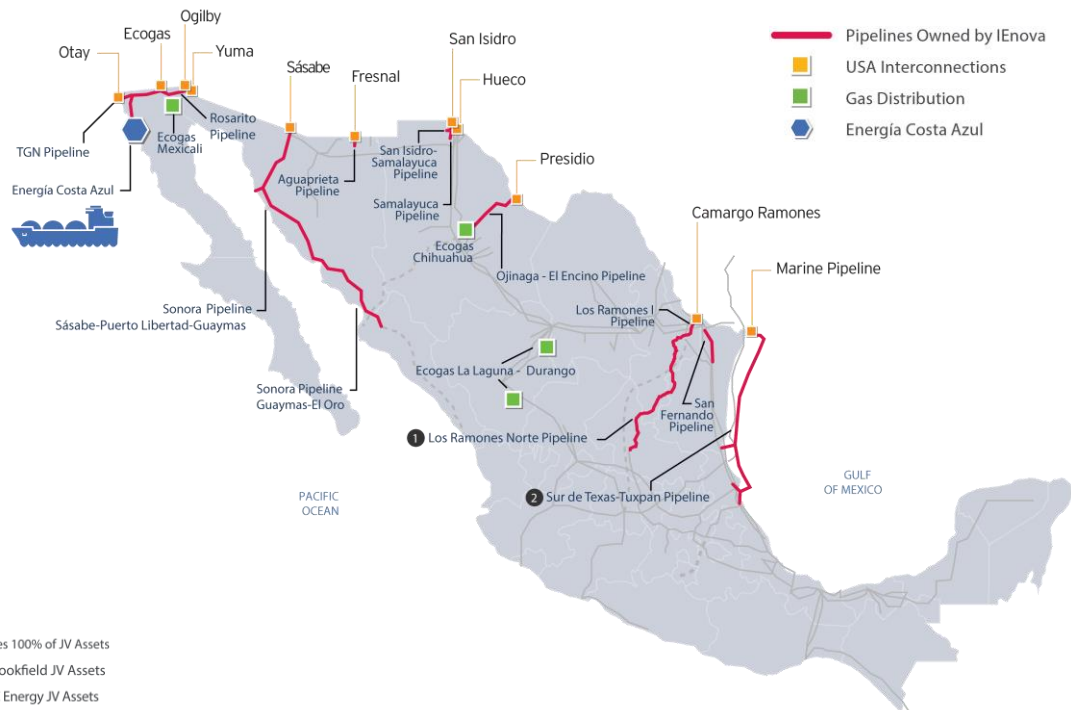 Ogilby
Ecogas
Yuma
Otay
San Isidro
Sásabe
Fresnal
Hueco
Pipelines Owned by IEnova
USA Interconnections
Gas Distribution
Energía Costa Azul
Rosarito
Pipeline
Ecogas
Mexicali
TGN Pipeline
Energía Costa Azul
San Isidro-
Samalayuca
Pipeline
Aguaprieta
Pipeline
Samalayuca
Pipeline
Presidio
Camargo Ramones
Ecogas
Chihuahua
Ojinaga - El Encino Pipeline
Marine Pipeline
Sonora Pipeline
Sásabe-Puerto Libertad-Guaymas
Los Ramones I
Pipeline
Ecogas La Laguna - Durango
Sonora Pipeline
Guaymas-El Oro
San
Fernando
Pipeline
1 Los Ramones Norte Pipeline
GULF
OF MEXICO
PACIFIC
OCEAN
2 Sur de Texas-Tuxpan Pipeline
es 100% of JV Assets
ookfield JV Assets
Energy JV Assets